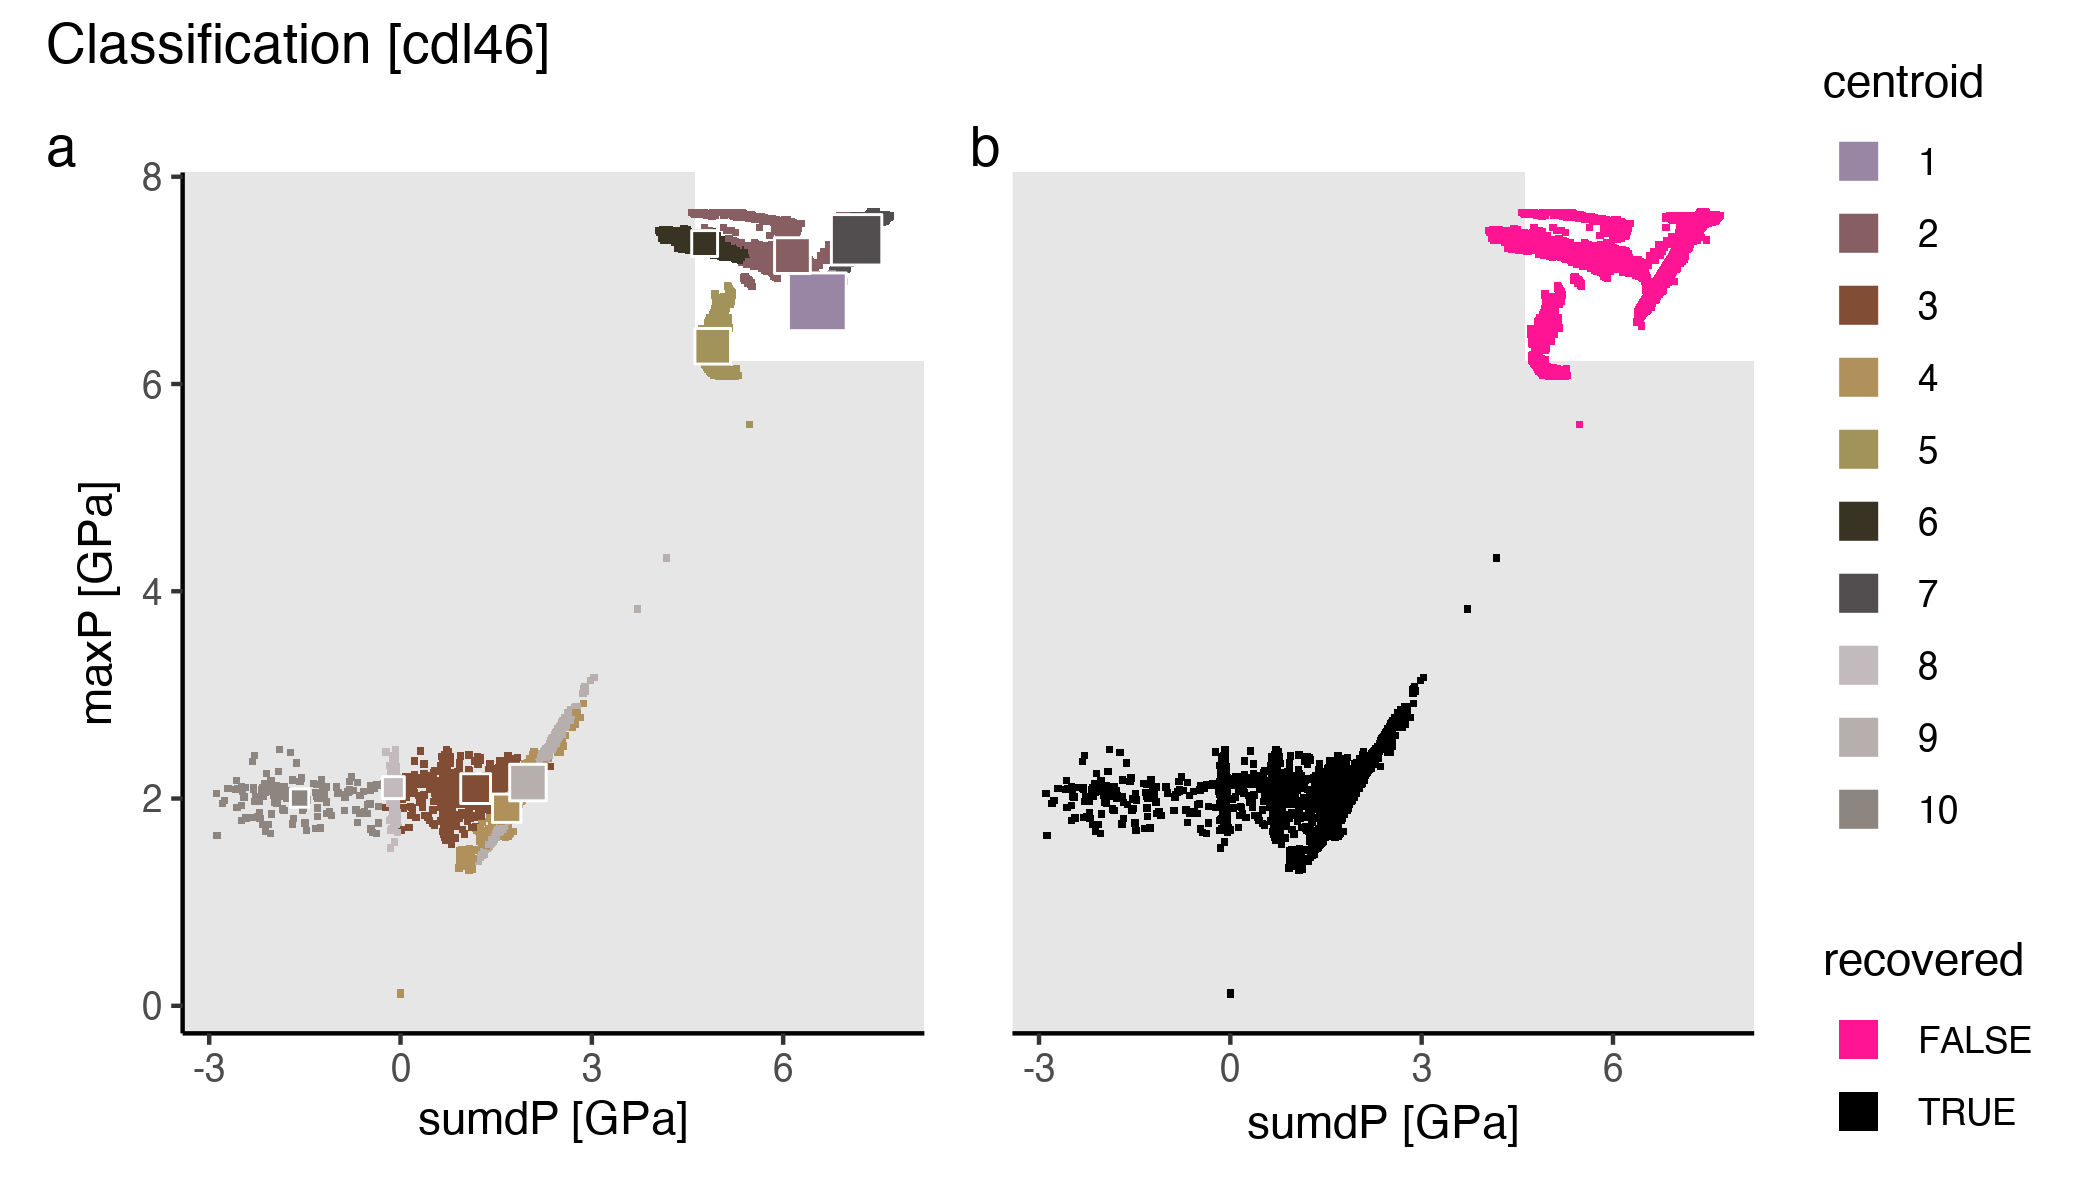 Classification [cdl46]
a
8
6
4
2
0
maxP [GPa]
-3 0 3 6
sumdP [GPa]
b
-3 0 3 6
sumdP [GPa]
centroid
1
2
3
4
5
6
7
8
9
10
recovered
FALSE
TRUE